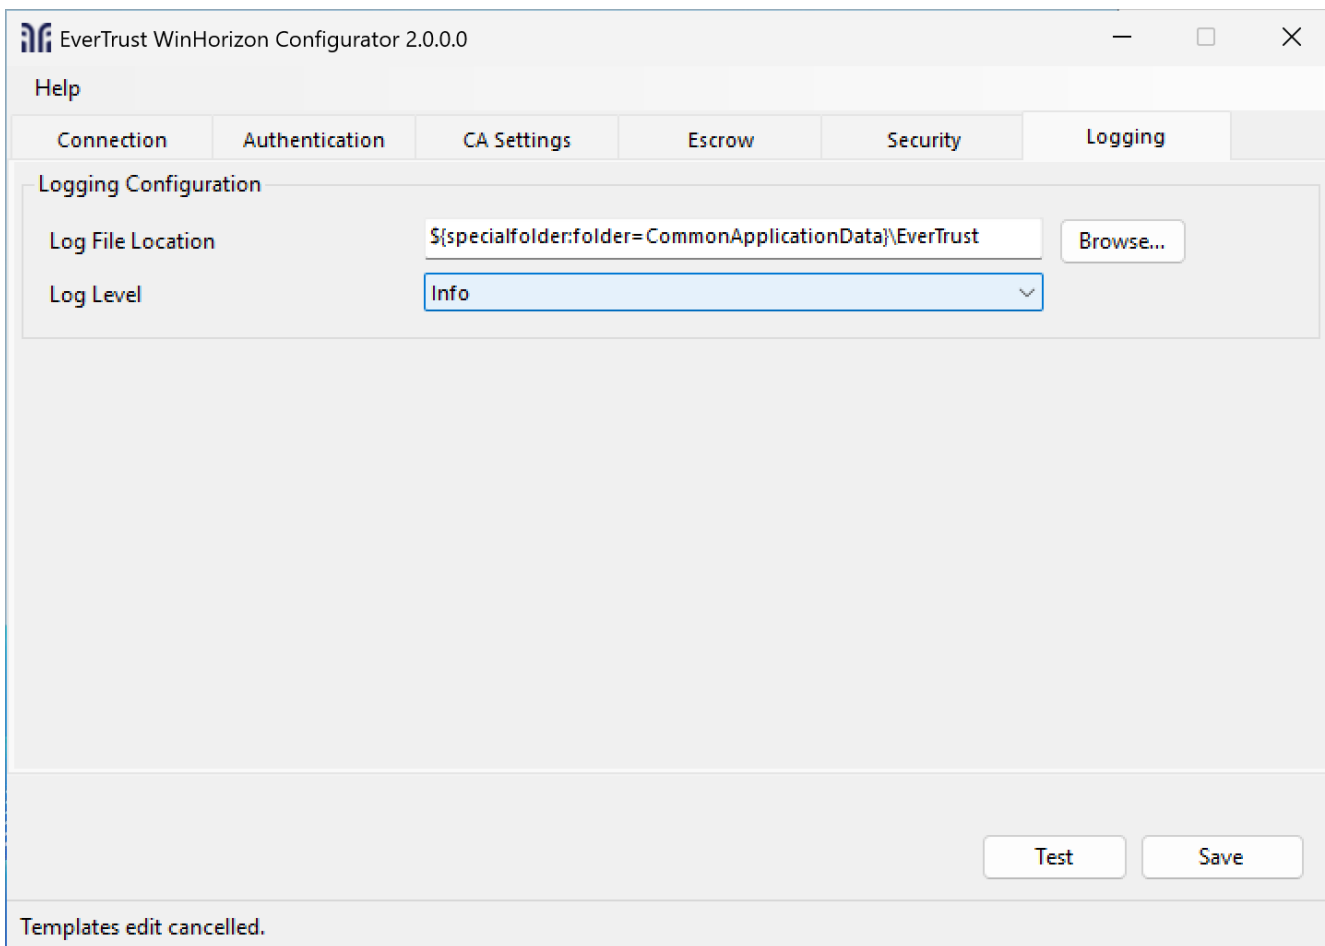 EverTrust WinHorizon Configurator 2.0.0.0
Help
Connection Authentication CA Settings Escrow Security Logging
Logging Configuration
Log File Location ${specialfolder:folder=CommonApplicationData}\EverTrust Browse...
Log Level Info
Test Save
Templates edit cancelled.